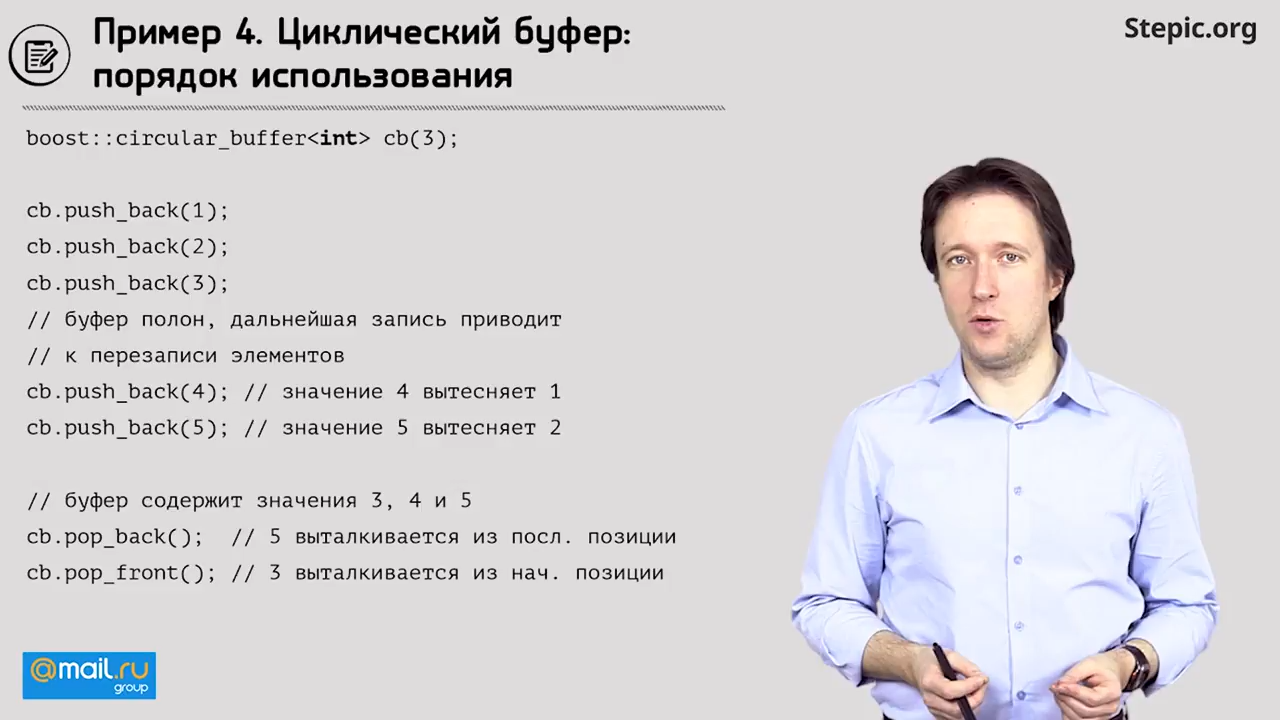 Пример 4. Циклический буфер:
порядок использования
Stepic.org
boost::circular_buffer<int> cb(3);
cb.push_back(1);
cb.push_back(2);
cb.push_back(3);
// буфер полон, дальнейшая запись приводит
// к перезаписи элементов
cb.push_back(4); // значение 4 вытесняет 1
cb.push_back(5); // значение 5 вытесняет 2
// буфер содержит значения 3, 4 и 5
cb.pop_back(); // 5 выталкивается из посл. позиции
cb.pop_front(); // 3 выталкивается из нач. позиции
@mail.ru
group